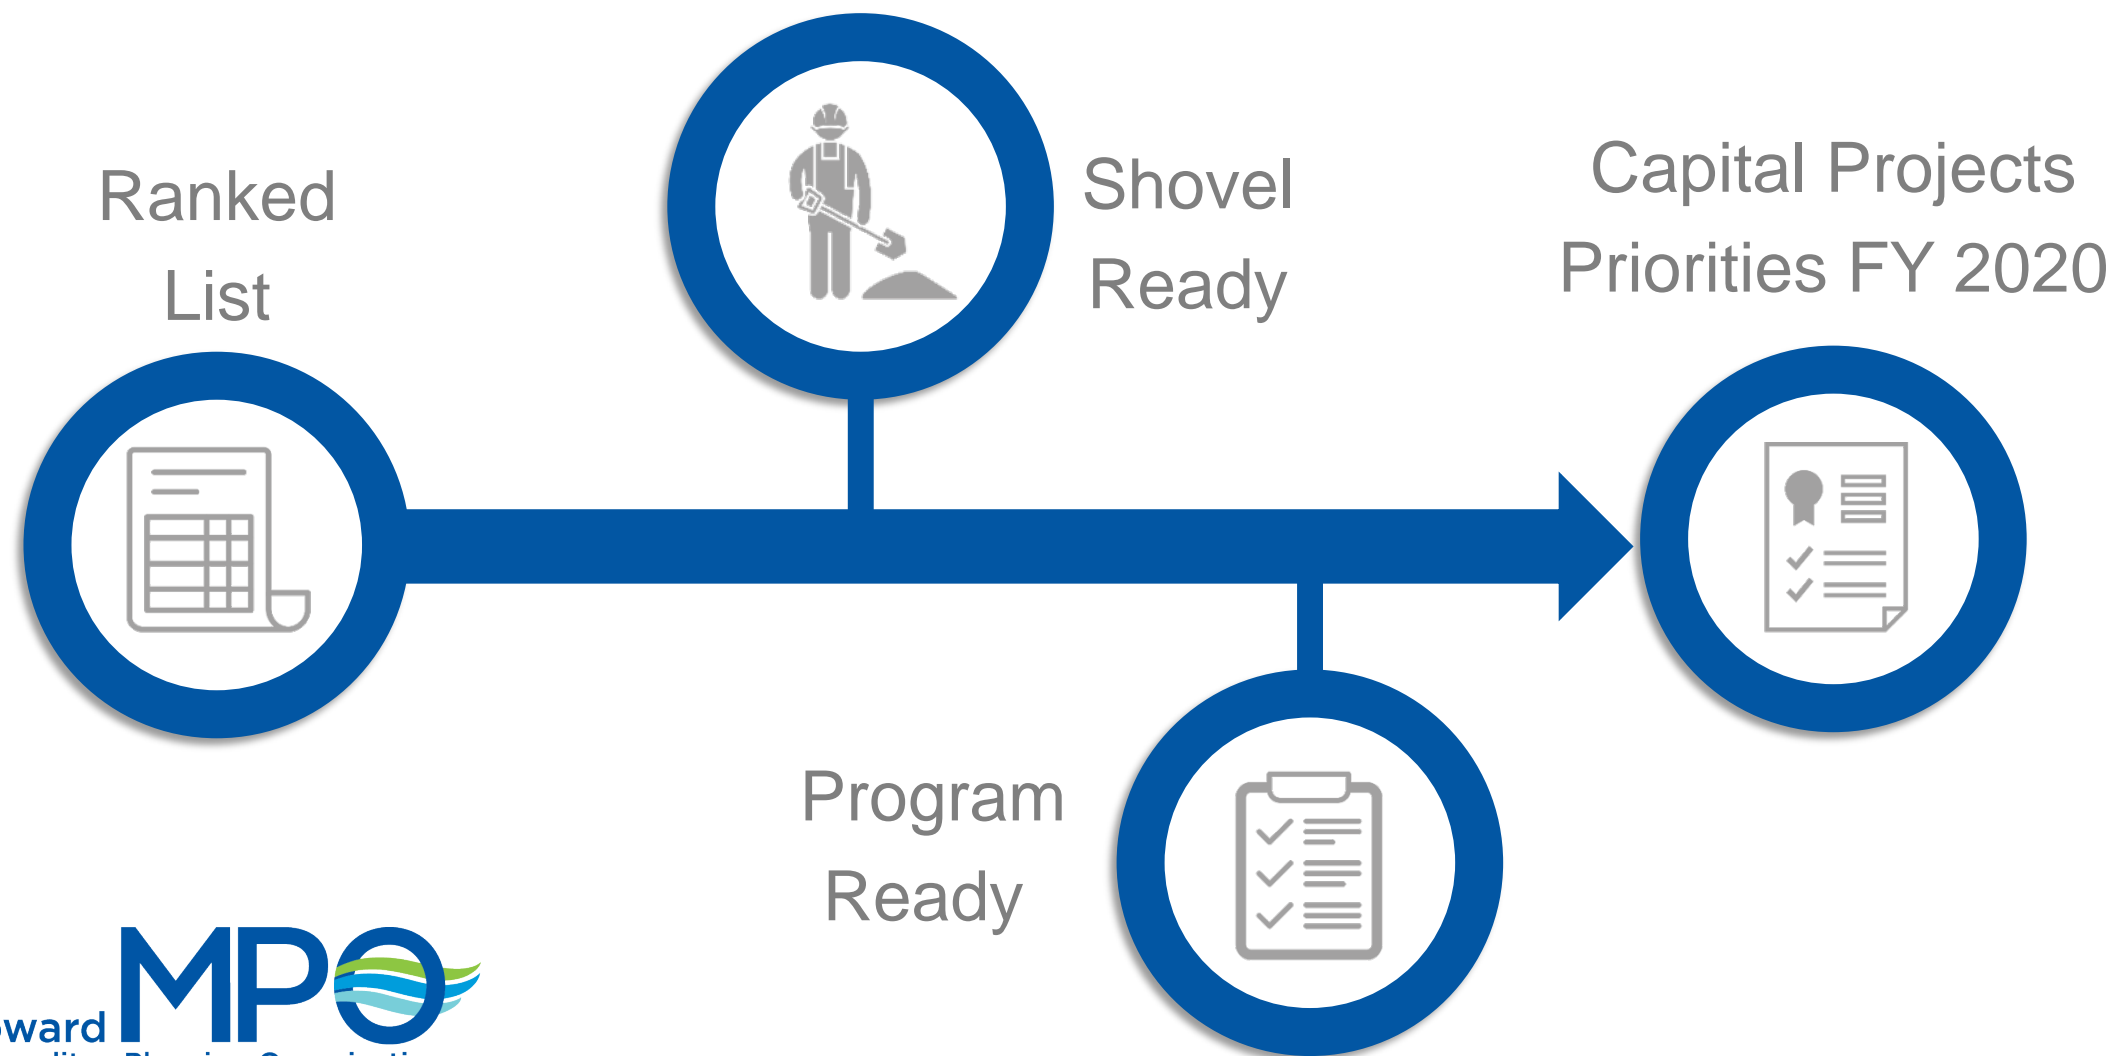 Ranked
List
Shovel
Ready
Capital Projects
Priorities FY 2020
Program
Ready
MPO